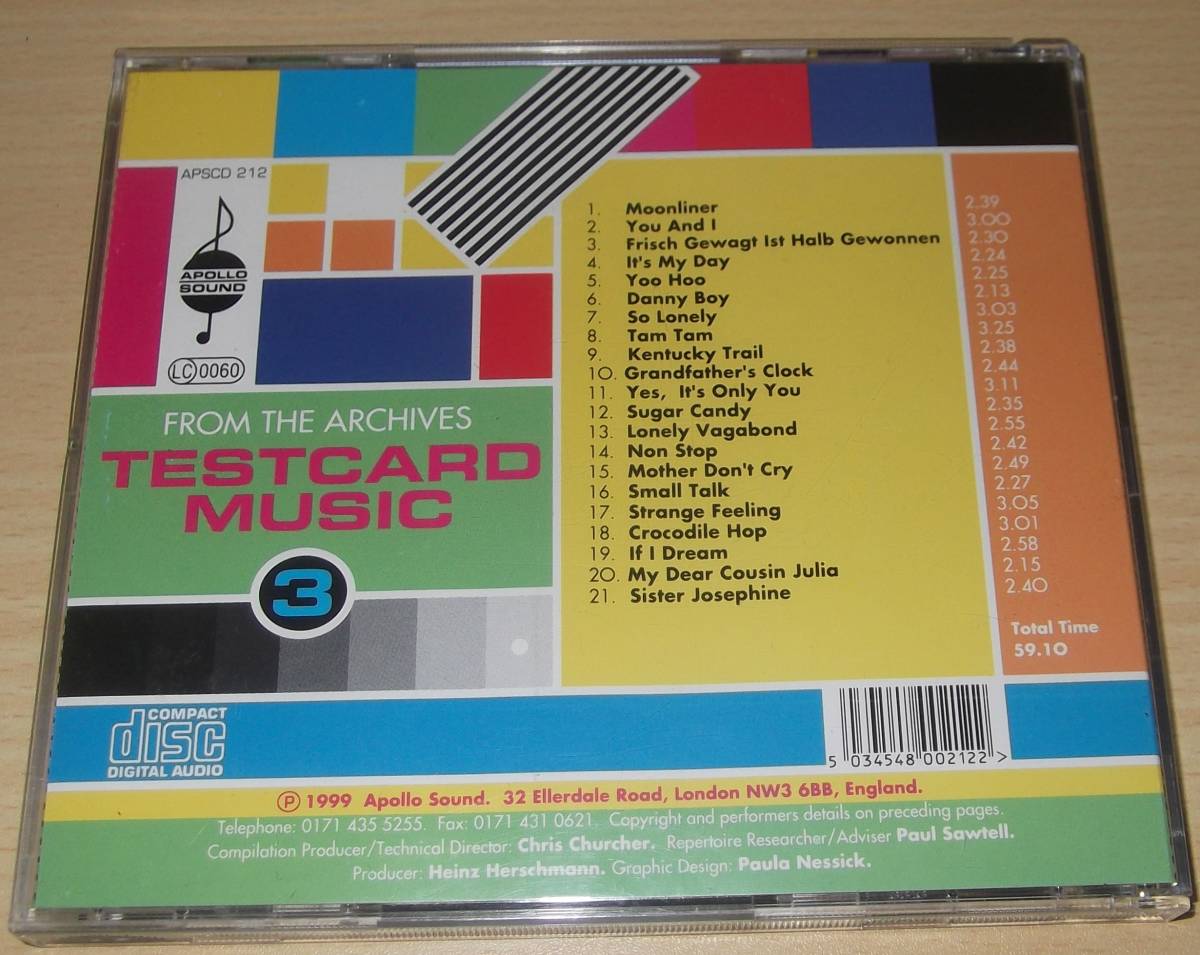 APSCD 212
APOLLO
SOUND
LC 0060
FROM THE ARCHIVES
TESTCARD
MUSIC
3
1. Moonliner 2.39
2. You And I 3.00
3. Frisch Gewagt Ist Halb Gewonnen 2.30
4. It's My Day 2.24
5. Yoo Hoo 2.25
6. Danny Boy 2.13
7. So Lonely 3.03
8. Tam Tam 3.25
9. Kentucky Trail 2.38
10. Grandfather's Clock 2.44
11. Yes, It's Only You 3.11
12. Sugar Candy 2.35
13. Lonely Vagabond 2.55
14. Non Stop 2.42
15. Mother Don't Cry 2.49
16. Small Talk 2.27
17. Strange Feeling 3.05
18. Crocodile Hop 3.01
19. If I Dream 2.58
20. My Dear Cousin Julia 2.15
21. Sister Josephine 2.40
Total Time
59.10
COMPACT
disc
DIGITAL AUDIO
5 034548 002122 >
℗ 1999 Apollo Sound. 32 Ellerdale Road, London NW3 6BB, England.
Telephone: 0171 435 5255. Fax: 0171 431 0621. Copyright and performers details on preceding pages.
Compilation Producer/Technical Director: Chris Churcher. Repertoire Researcher/Adviser Paul Sawtell.
Producer: Heinz Herschmann. Graphic Design: Paula Nessick.